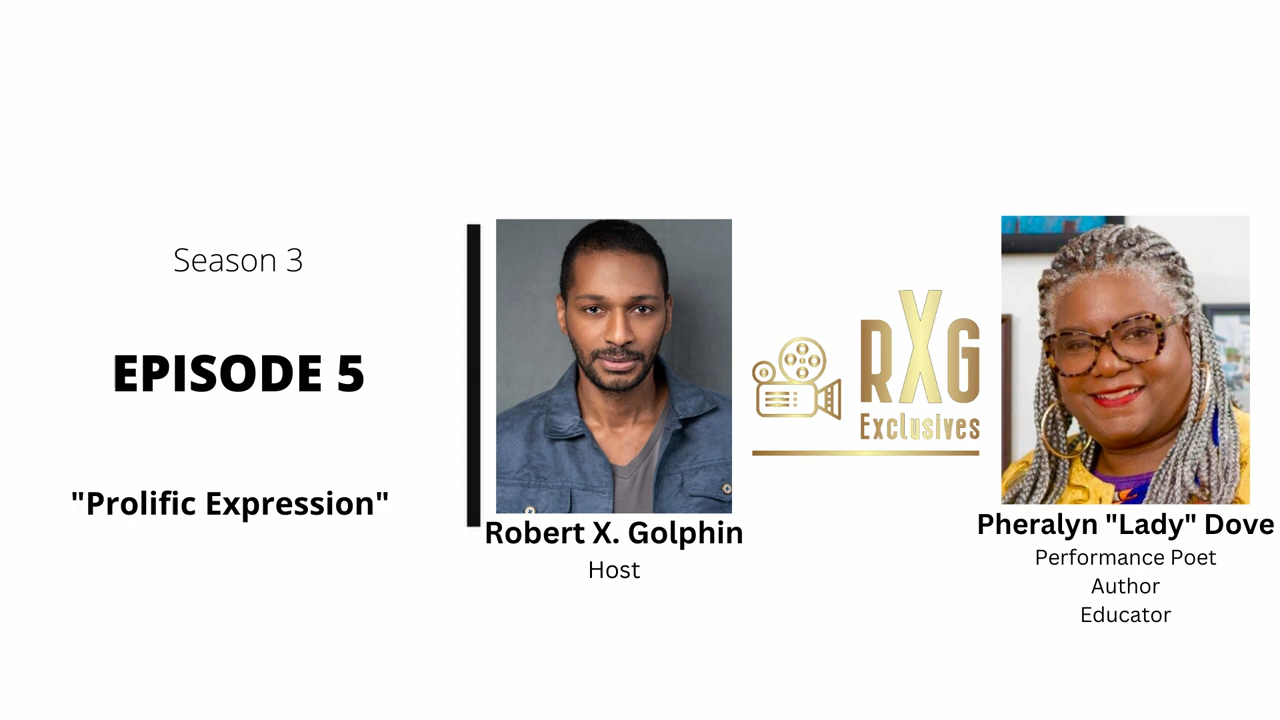 Season 3
EPISODE 5
"Prolific Expression"
Robert X. Golphin
Host
RXG
Exclusives
Pheralyn "Lady" Dove
Performance Poet
Author
Educator